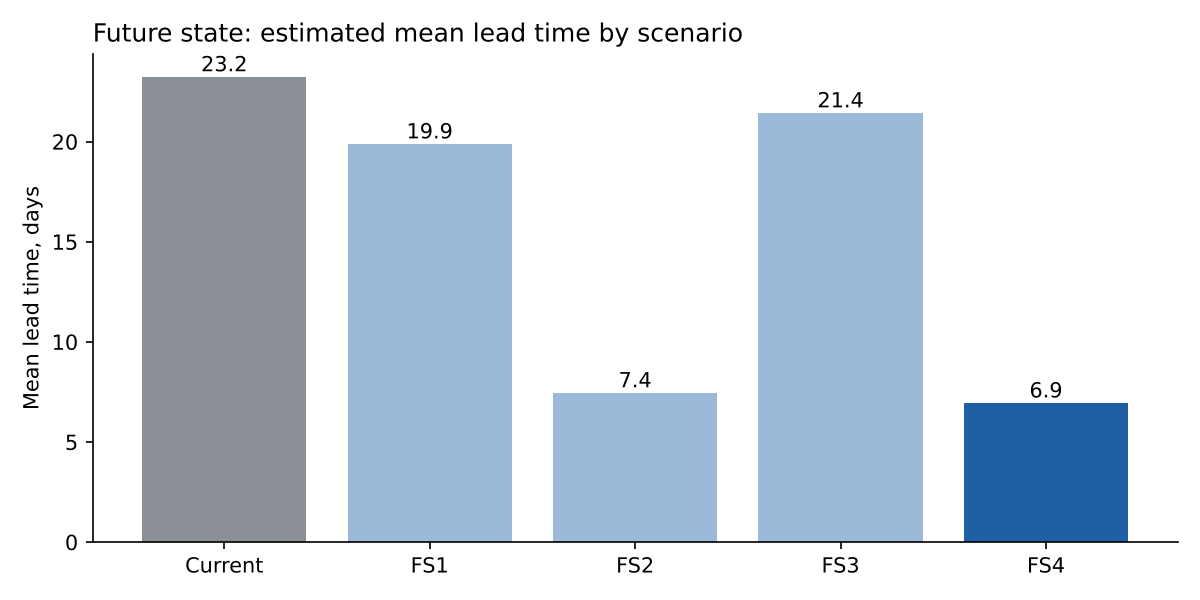 Future state: estimated mean lead time by scenario
Mean lead time, days
20
15
10
5
0
23.2
19.9
7.4
21.4
6.9
Current
FS1
FS2
FS3
FS4